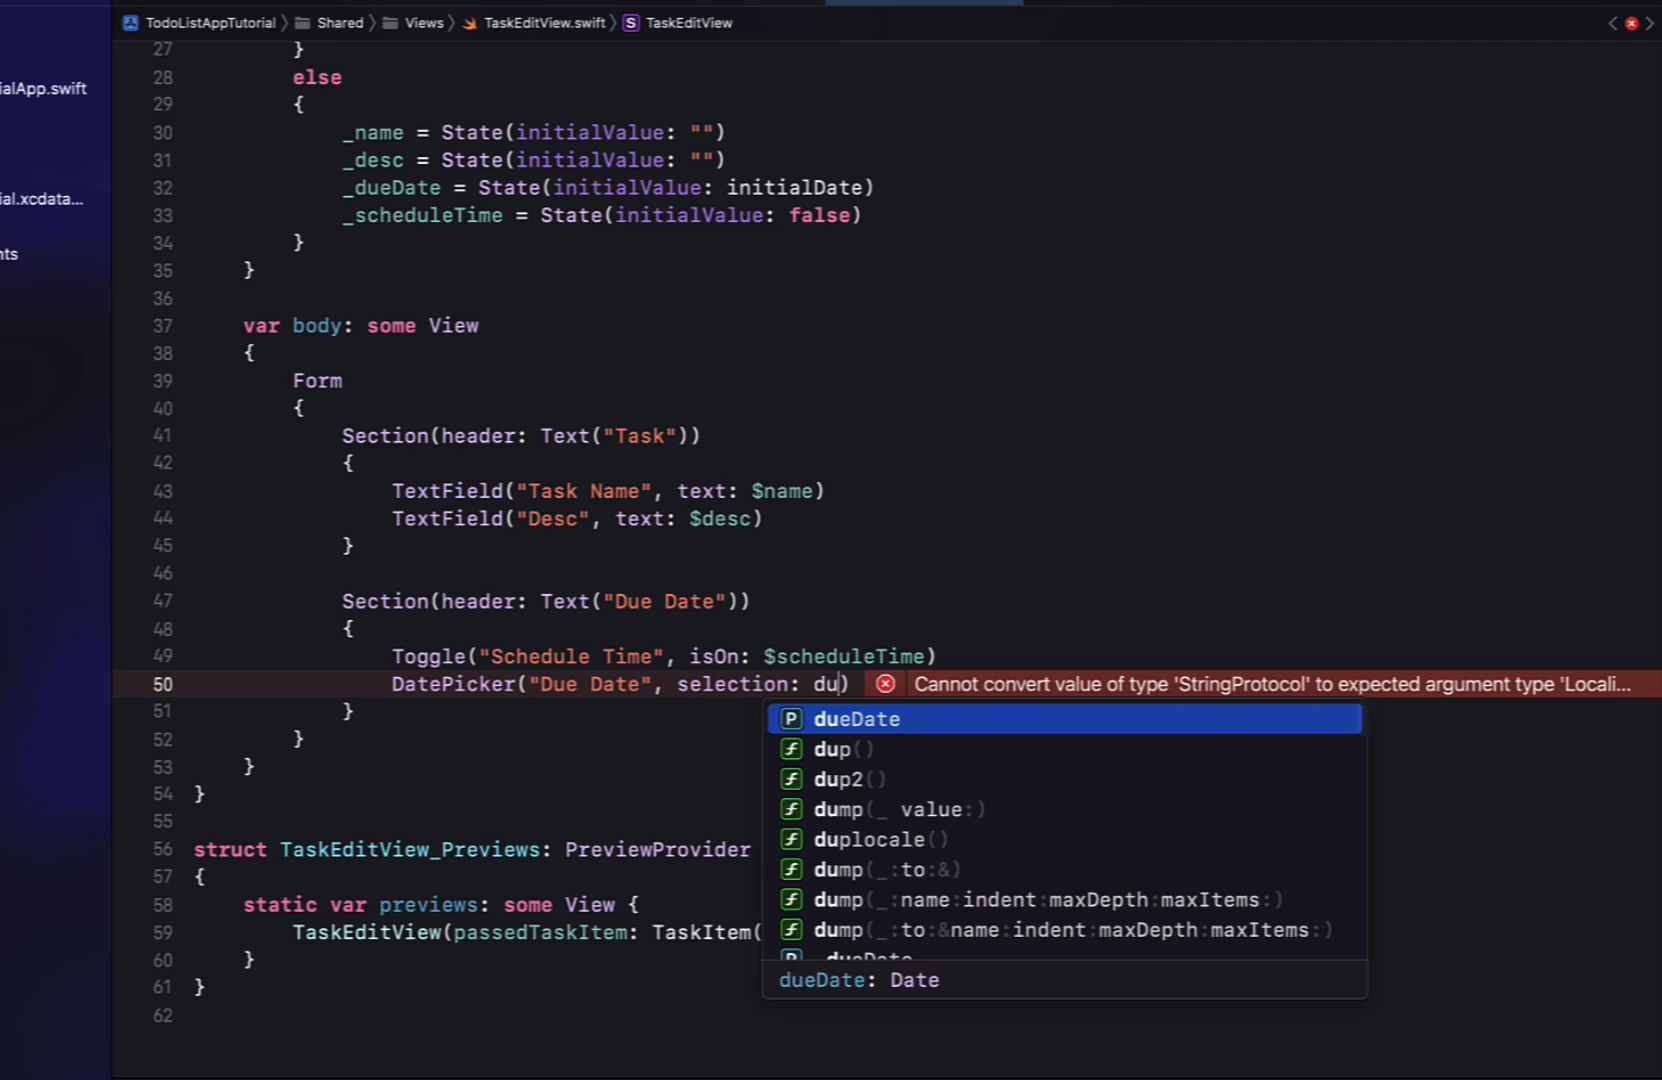 TodoListAppTutorial › Shared › Views › TaskEditView.swift › S TaskEditView
ialApp.swift
ial.xcdata...
nts
27 }
28 else
29 {
30 _name = State(initialValue: "")
31 _desc = State(initialValue: "")
32 _dueDate = State(initialValue: initialDate)
33 _scheduleTime = State(initialValue: false)
34 }
35 }
36
37 var body: some View
38 {
39 Form
40 {
41 Section(header: Text("Task"))
42 {
43 TextField("Task Name", text: $name)
44 TextField("Desc", text: $desc)
45 }
46
47 Section(header: Text("Due Date"))
48 {
49 Toggle("Schedule Time", isOn: $scheduleTime)
50 DatePicker("Due Date", selection: du) Cannot convert value of type 'StringProtocol' to expected argument type 'Locali...
51 }
52 }
53 }
54 }
55
56 struct TaskEditView_Previews: PreviewProvider
57 {
58 static var previews: some View {
59 TaskEditView(passedTaskItem: TaskItem(
60 }
61 }
62
P dueDate
f dup()
f dup2()
f dump(_ value:)
f duplocale()
f dump(_:to:&)
f dump(_:name:indent:maxDepth:maxItems:)
f dump(_:to:&name:indent:maxDepth:maxItems:)
P _dueDate
dueDate: Date